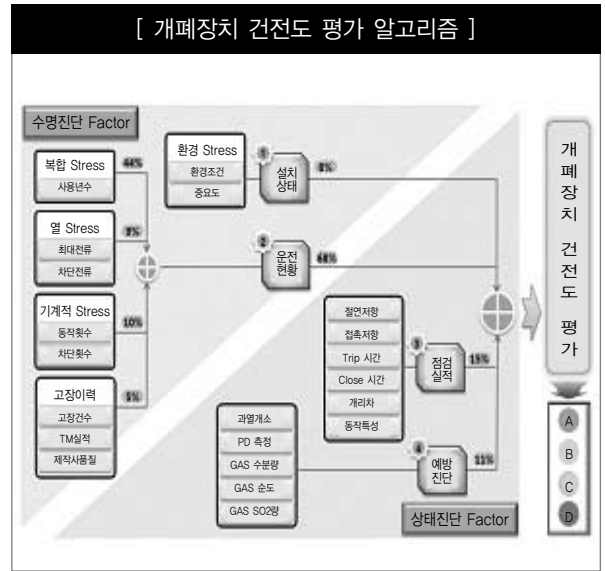 [ 개폐장치 건전도 평가 알고리즘 ]
수명진단 Factor
복합 Stress
44%
사용년수
열 Stress
최대전류
차단전류
기계적 Stress
10%
동작횟수
차단횟수
고장이력
5%
고장건수
TM실적
제작사품질
환경 Stress
환경조건
중요도
1
설치
상태
2
운전
현황
68%
절연저항
접촉저항
Trip 시간
Close 시간
개리차
동작특성
3
점검
실적
15%
과열개소
PD 측정
GAS 수분량
GAS 순도
GAS SO2량
4
예방
진단
11%
상태진단 Factor
개폐장치 건전도 평가
A
B
C
D